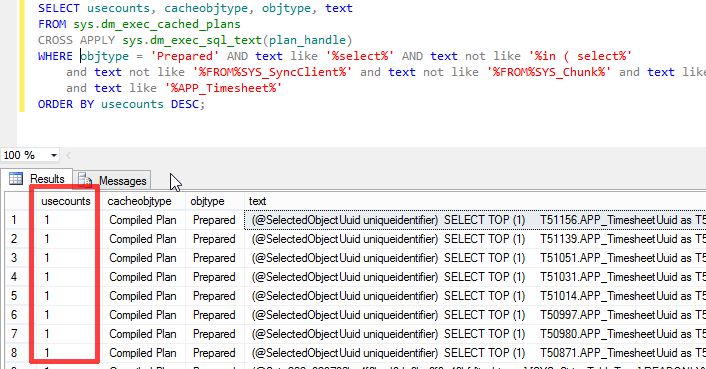 SELECT usecounts, cacheobjtype, objtype, text
FROM sys.dm_exec_cached_plans
CROSS APPLY sys.dm_exec_sql_text(plan_handle)
WHERE objtype = 'Prepared' AND text like '%select%' AND text not like '%in ( select%'
and text not like '%FROM%SYS_SyncClient%' and text not like '%FROM%SYS_Chunk%' and text like
and text like '%APP_Timesheet%'
ORDER BY usecounts DESC;
100 %
Results Messages
usecounts cacheobjtype objtype text
1 1 Compiled Plan Prepared (@SelectedObjectUuid uniqueidentifier) SELECT TOP (1) T51156.APP_TimesheetUuid as T5
2 1 Compiled Plan Prepared (@SelectedObjectUuid uniqueidentifier) SELECT TOP (1) T51139.APP_TimesheetUuid as T5
3 1 Compiled Plan Prepared (@SelectedObjectUuid uniqueidentifier) SELECT TOP (1) T51051.APP_TimesheetUuid as T5
4 1 Compiled Plan Prepared (@SelectedObjectUuid uniqueidentifier) SELECT TOP (1) T51031.APP_TimesheetUuid as T5
5 1 Compiled Plan Prepared (@SelectedObjectUuid uniqueidentifier) SELECT TOP (1) T51014.APP_TimesheetUuid as T5
6 1 Compiled Plan Prepared (@SelectedObjectUuid uniqueidentifier) SELECT TOP (1) T50997.APP_TimesheetUuid as T5
7 1 Compiled Plan Prepared (@SelectedObjectUuid uniqueidentifier) SELECT TOP (1) T50980.APP_TimesheetUuid as T5
8 1 Compiled Plan Prepared (@SelectedObjectUuid uniqueidentifier) SELECT TOP (1) T50871.APP_TimesheetUuid as T5